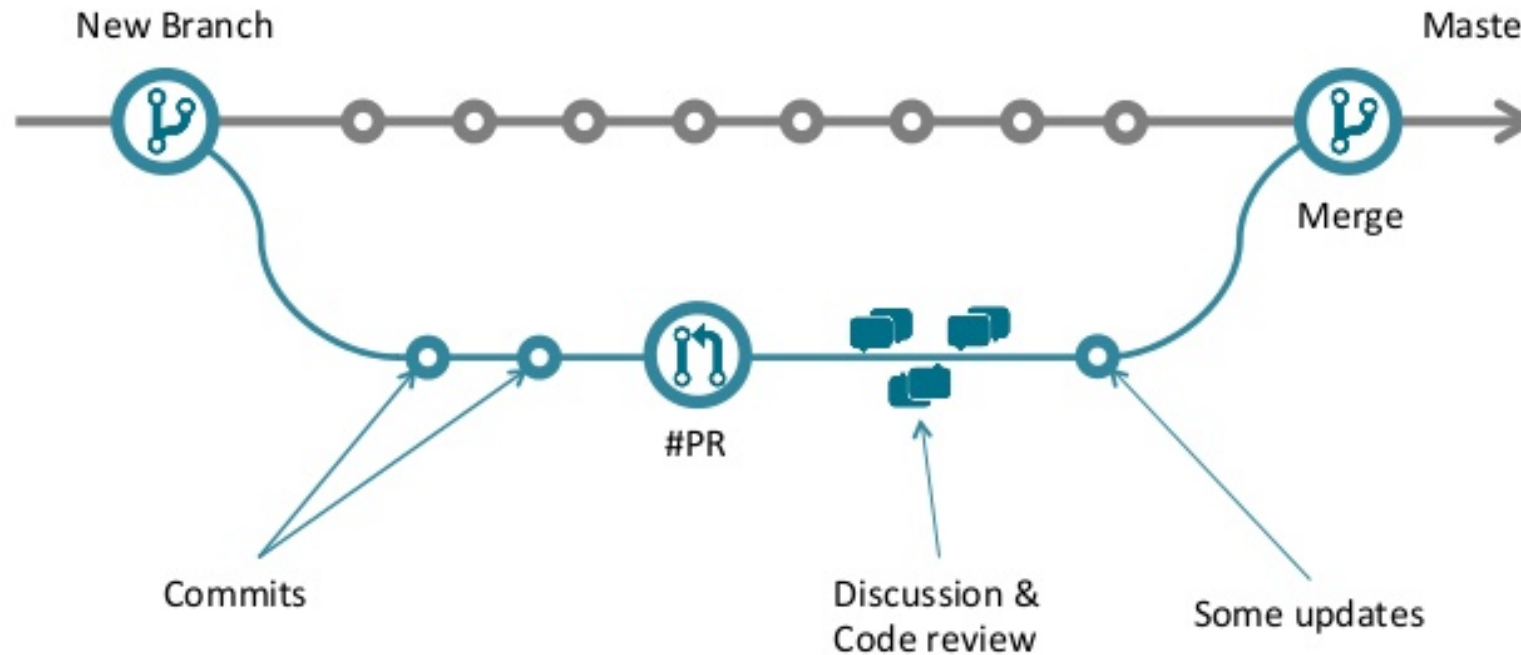 New Branch
Maste
Merge
#PR
Commits
Discussion &
Code review
Some updates